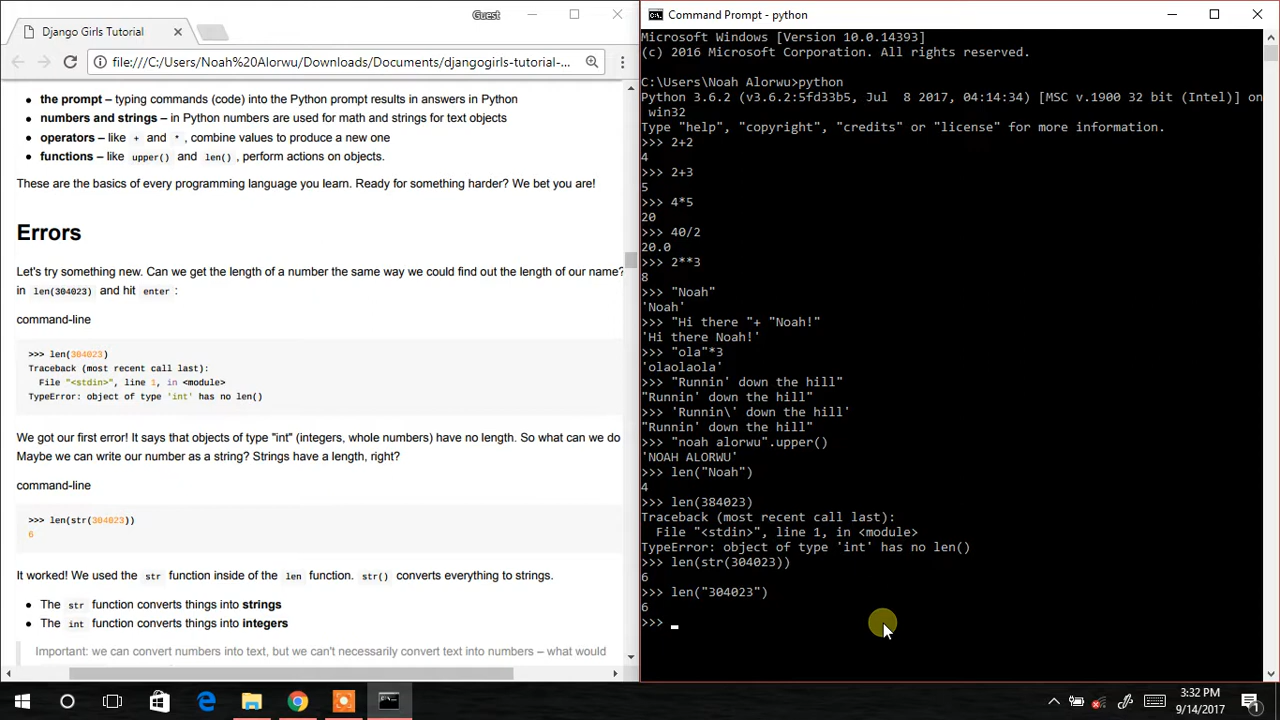 Guest
Django Girls Tutorial
file:///C:/Users/Noah%20Alorwu/Downloads/Documents/djangogirls-tutorial-...
the prompt – typing commands (code) into the Python prompt results in answers in Python
numbers and strings – in Python numbers are used for math and strings for text objects
operators – like + and *, combine values to produce a new one
functions – like upper() and len(), perform actions on objects.
These are the basics of every programming language you learn. Ready for something harder? We bet you are!
Errors
Let's try something new. Can we get the length of a number the same way we could find out the length of our name?
in len(304023) and hit enter :
command-line
>>> len(304023)
Traceback (most recent call last):
File "<stdin>", line 1, in <module>
TypeError: object of type 'int' has no len()
We got our first error! It says that objects of type "int" (integers, whole numbers) have no length. So what can we do
Maybe we can write our number as a string? Strings have a length, right?
command-line
>>> len(str(304023))
6
It worked! We used the str function inside of the len function. str() converts everything to strings.
The str function converts things into strings
The int function converts things into integers
Important: we can convert numbers into text, but we can't necessarily convert text into numbers – what would
Command Prompt - python
Microsoft Windows [Version 10.0.14393]
(c) 2016 Microsoft Corporation. All rights reserved.
C:\Users\Noah Alorwu>python
Python 3.6.2 (v3.6.2:5fd33b5, Jul  8 2017, 04:14:34) [MSC v.1900 32 bit (Intel)] on
win32
Type "help", "copyright", "credits" or "license" for more information.
>>> 2+2
4
>>> 2+3
5
>>> 4*5
20
>>> 40/2
20.0
>>> 2**3
8
>>> "Noah"
'Noah'
>>> "Hi there "+ "Noah!"
'Hi there Noah!'
>>> "ola"*3
'olaolaola'
>>> "Runnin' down the hill"
"Runnin' down the hill"
>>> 'Runnin\' down the hill'
"Runnin' down the hill"
>>> "noah alorwu".upper()
'NOAH ALORWU'
>>> len("Noah")
4
>>> len(384023)
Traceback (most recent call last):
File "<stdin>", line 1, in <module>
TypeError: object of type 'int' has no len()
>>> len(str(304023))
6
>>> len("304023")
6
>>>
3:32 PM
9/14/2017
1